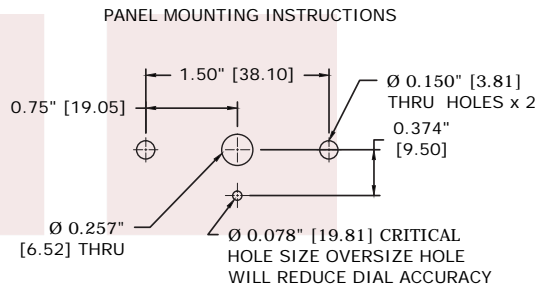 PANEL MOUNTING INSTRUCTIONS
1.50" [38.10]
Ø 0.150" [3.81]
THRU HOLES x 2
0.75" [19.05]
0.374"
[9.50]
Ø 0.257"
[6.52] THRU
Ø 0.078" [19.81] CRITICAL
HOLE SIZE OVERSIZE HOLE
WILL REDUCE DIAL ACCURACY